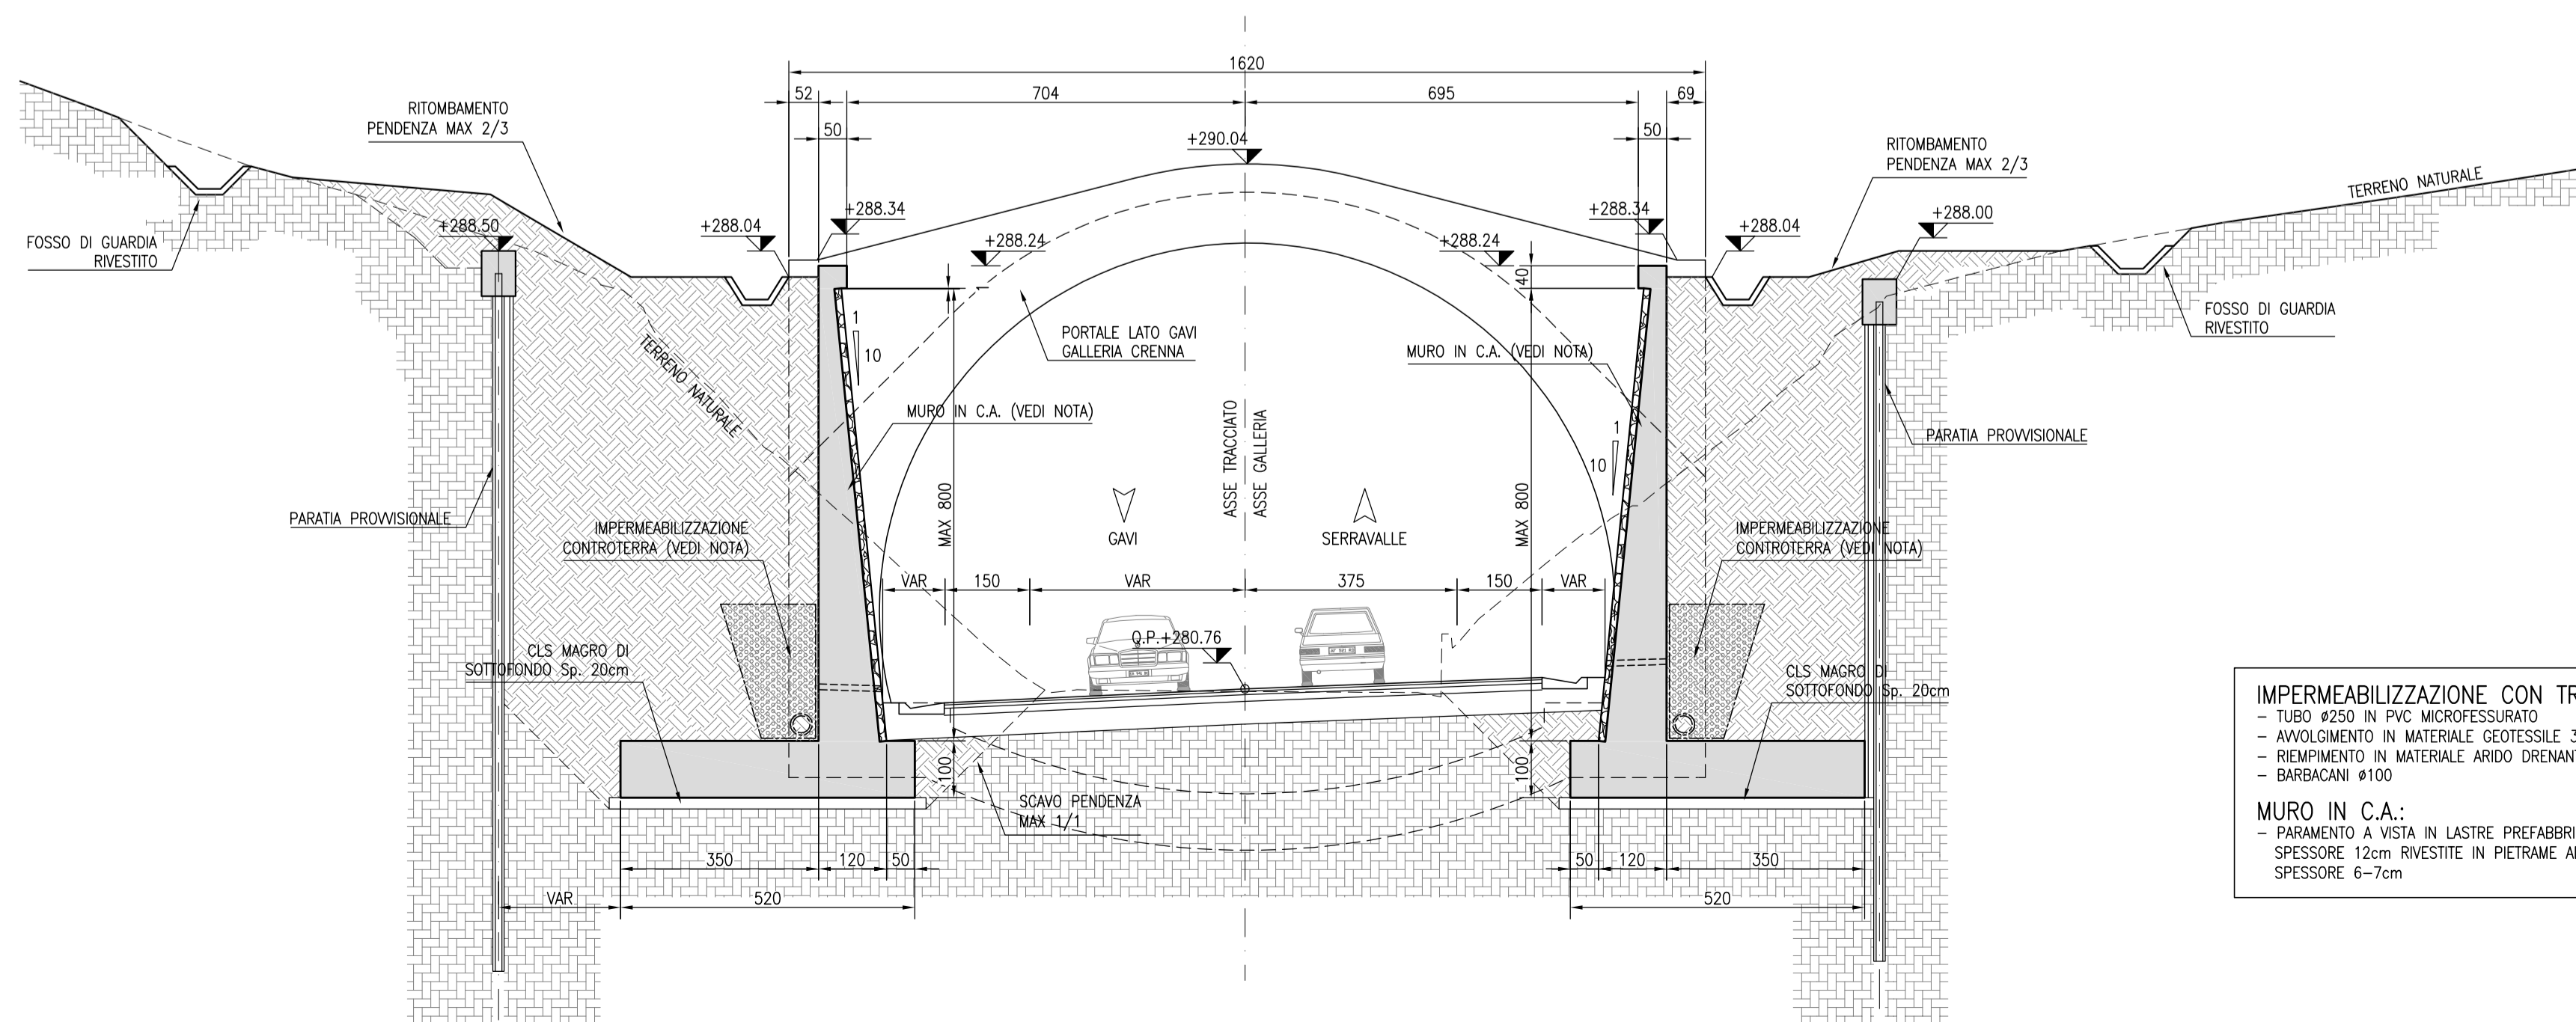 1620
52
704
695
69
50
50
+290.04
RITOMBAMENTO
PENDENZA MAX 2/3
RITOMBAMENTO
PENDENZA MAX 2/3
TERRENO NATURALE
+288.50
+288.04
+288.34
+288.24
+288.24
+288.34
+288.04
+288.00
FOSSO DI GUARDIA
RIVESTITO
FOSSO DI GUARDIA
RIVESTITO
40
1
10
PORTALE LATO GAVI
GALLERIA CRENNA
MURO IN C.A. (VEDI NOTA)
TERRENO NATURALE
MURO IN C.A. (VEDI NOTA)
1
10
ASSE TRACCIATO
ASSE GALLERIA
PARATIA PROVVISIONALE
PARATIA PROVVISIONALE
MAX 800
MAX 800
GAVI
SERRAVALLE
IMPERMEABILIZZAZIONE
CONTROTERRA (VEDI NOTA)
IMPERMEABILIZZAZIONE
CONTROTERRA (VEDI NOTA)
VAR
150
VAR
375
150
VAR
Q.P.+280.76
CLS MAGRO DI
SOTTOFONDO Sp. 20cm
CLS MAGRO DI
SOTTOFONDO Sp. 20cm
100
100
SCAVO PENDENZA
MAX 1/1
350
120
50
50
120
350
VAR
520
520
IMPERMEABILIZZAZIONE CON
- TUBO ø250 IN PVC MICROFESSURATO
- AVVOLGIMENTO IN MATERIALE GEOTESSILE
- RIEMPIMENTO IN MATERIALE ARIDO
- BARBACANI ø100
MURO IN C.A.:
- PARAMENTO A VISTA IN LASTRE
SPESSORE 12cm RIVESTITE IN PIETRAME
SPESSORE 6-7cm